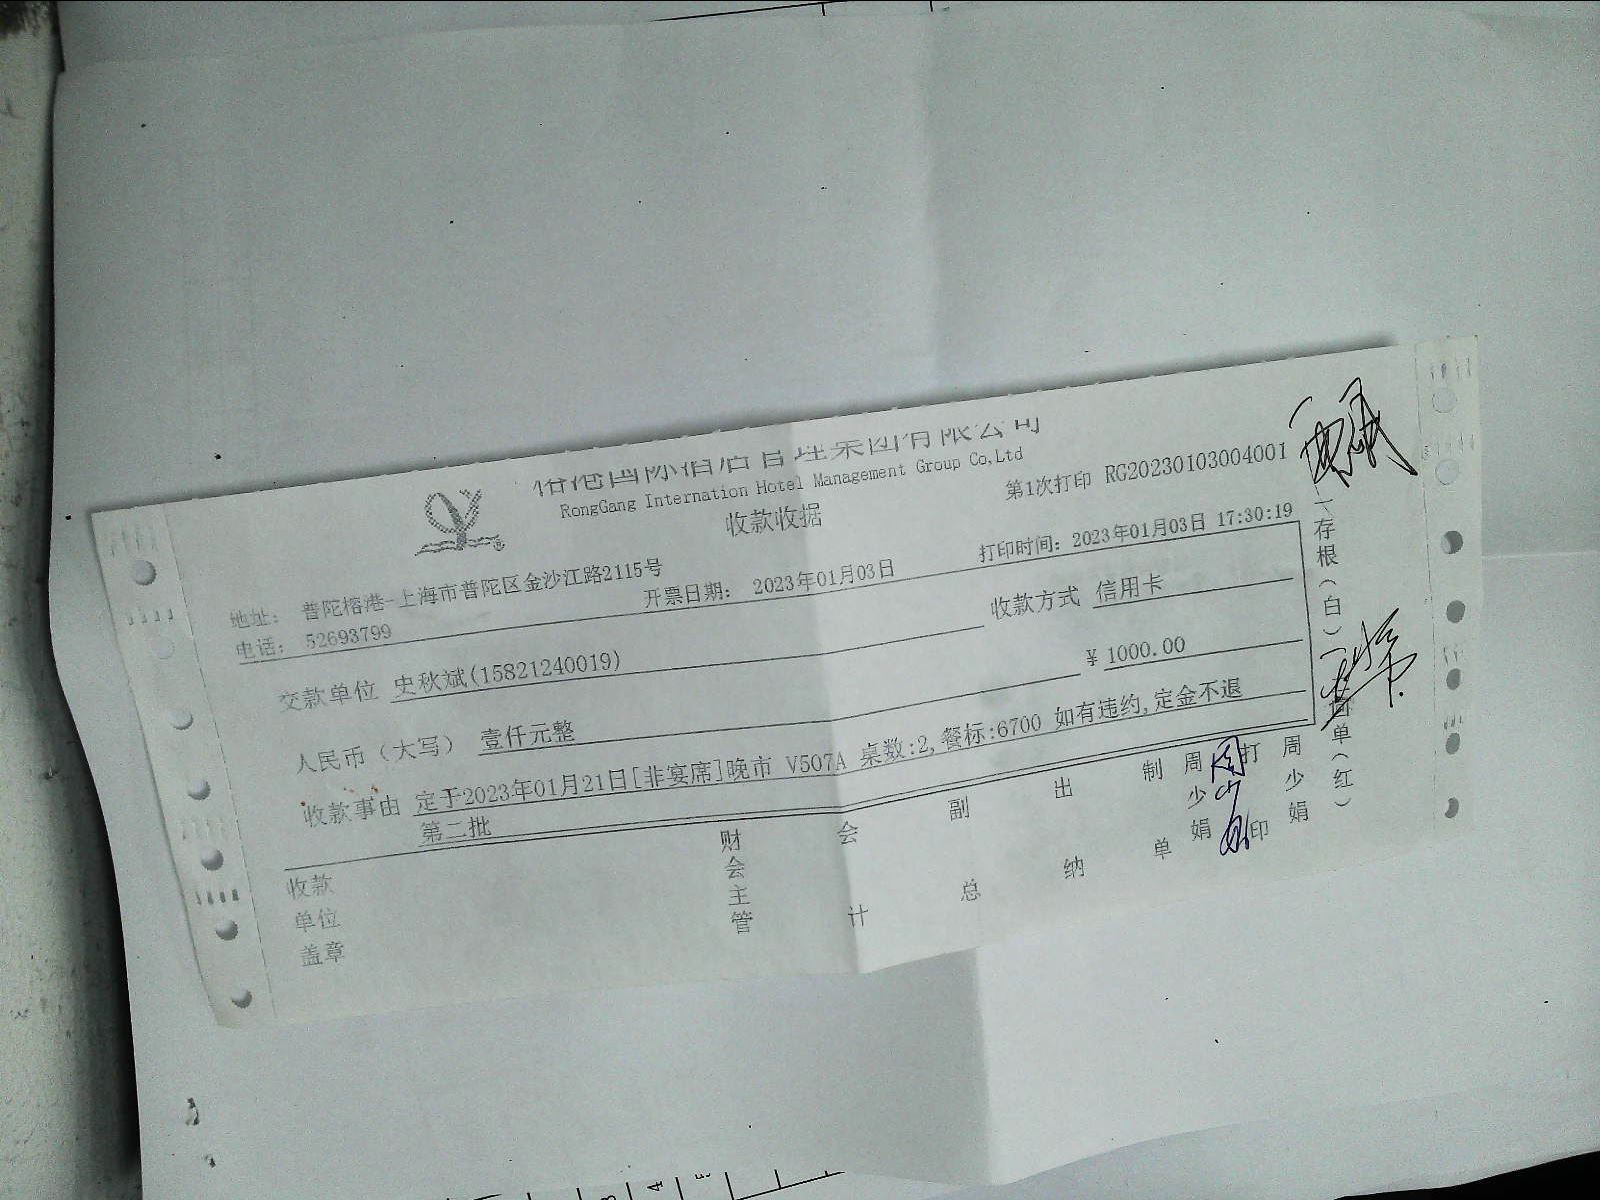 榕港国际酒店管理集团有限公司
RongGang Internation Hotel Management Group Co,Ltd
收款收据
第1次打印 RG20230103004001
地址： 普陀榕港-上海市普陀区金沙江路2115号
电话： 52693799
开票日期： 2023年01月03日
打印时间：2023年01月03日 17:30:19
交款单位 史秋斌(15821240019)
收款方式 信用卡
人民币（大写） 壹仟元整
¥ 1000.00
收款事由 定于2023年01月21日[非宴席]晚市 V507A 桌数:2,餐标:6700 如有违约,定金不退
第二批
收款单位盖章
财会主管
会计
副总
出纳
制单
周少娟
周少娟
打印
周少娟
一存根(白)二 单(红)
3 4 5